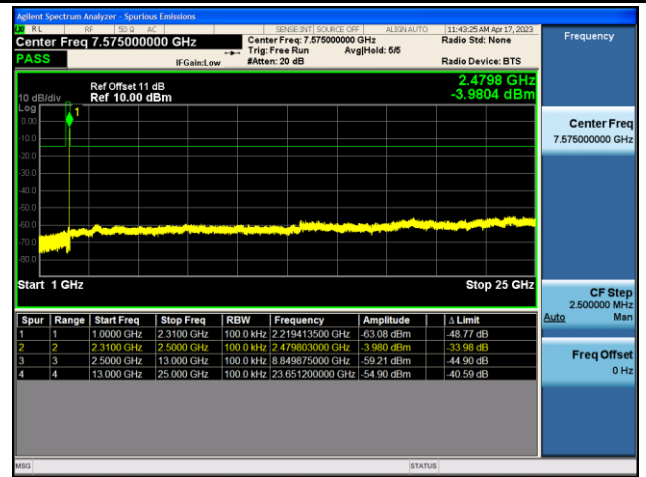 Agilent Spectrum Analyzer - Spurious Emissions
RL RF 50 Ω AC SENSE:INT SOURCE OFF ALIGNAUTO 11:43:25 AM Apr 17, 2023
Center Freq 7.575000000 GHz Center Freq: 7.575000000 GHz Radio Std: None
Trig: Free Run Avg|Hold: 5/5
PASS IFGain:Low #Atten: 20 dB Radio Device: BTS
Frequency
Ref Offset 11 dB 2.4798 GHz
10 dB/div Ref 10.00 dBm -3.9804 dBm
Log
1
0.00
-10.0
-20.0
-30.0
-40.0
-50.0
-60.0
-70.0
-80.0
Start 1 GHz Stop 25 GHz
Center Freq
7.575000000 GHz
CF Step
2.500000 MHz
Auto Man
Freq Offset
0 Hz
Spur Range Start Freq Stop Freq RBW Frequency Amplitude Δ Limit
1 1 1.0000 GHz 2.3100 GHz 100.0 kHz 2.219413500 GHz -63.08 dBm -48.77 dB
2 2 2.3100 GHz 2.5000 GHz 100.0 kHz 2.479803000 GHz -3.980 dBm -33.98 dB
3 3 2.5000 GHz 13.000 GHz 100.0 kHz 8.849875000 GHz -59.21 dBm -44.90 dB
4 4 13.000 GHz 25.000 GHz 100.0 kHz 23.651200000 GHz -54.90 dBm -40.59 dB
MSG STATUS